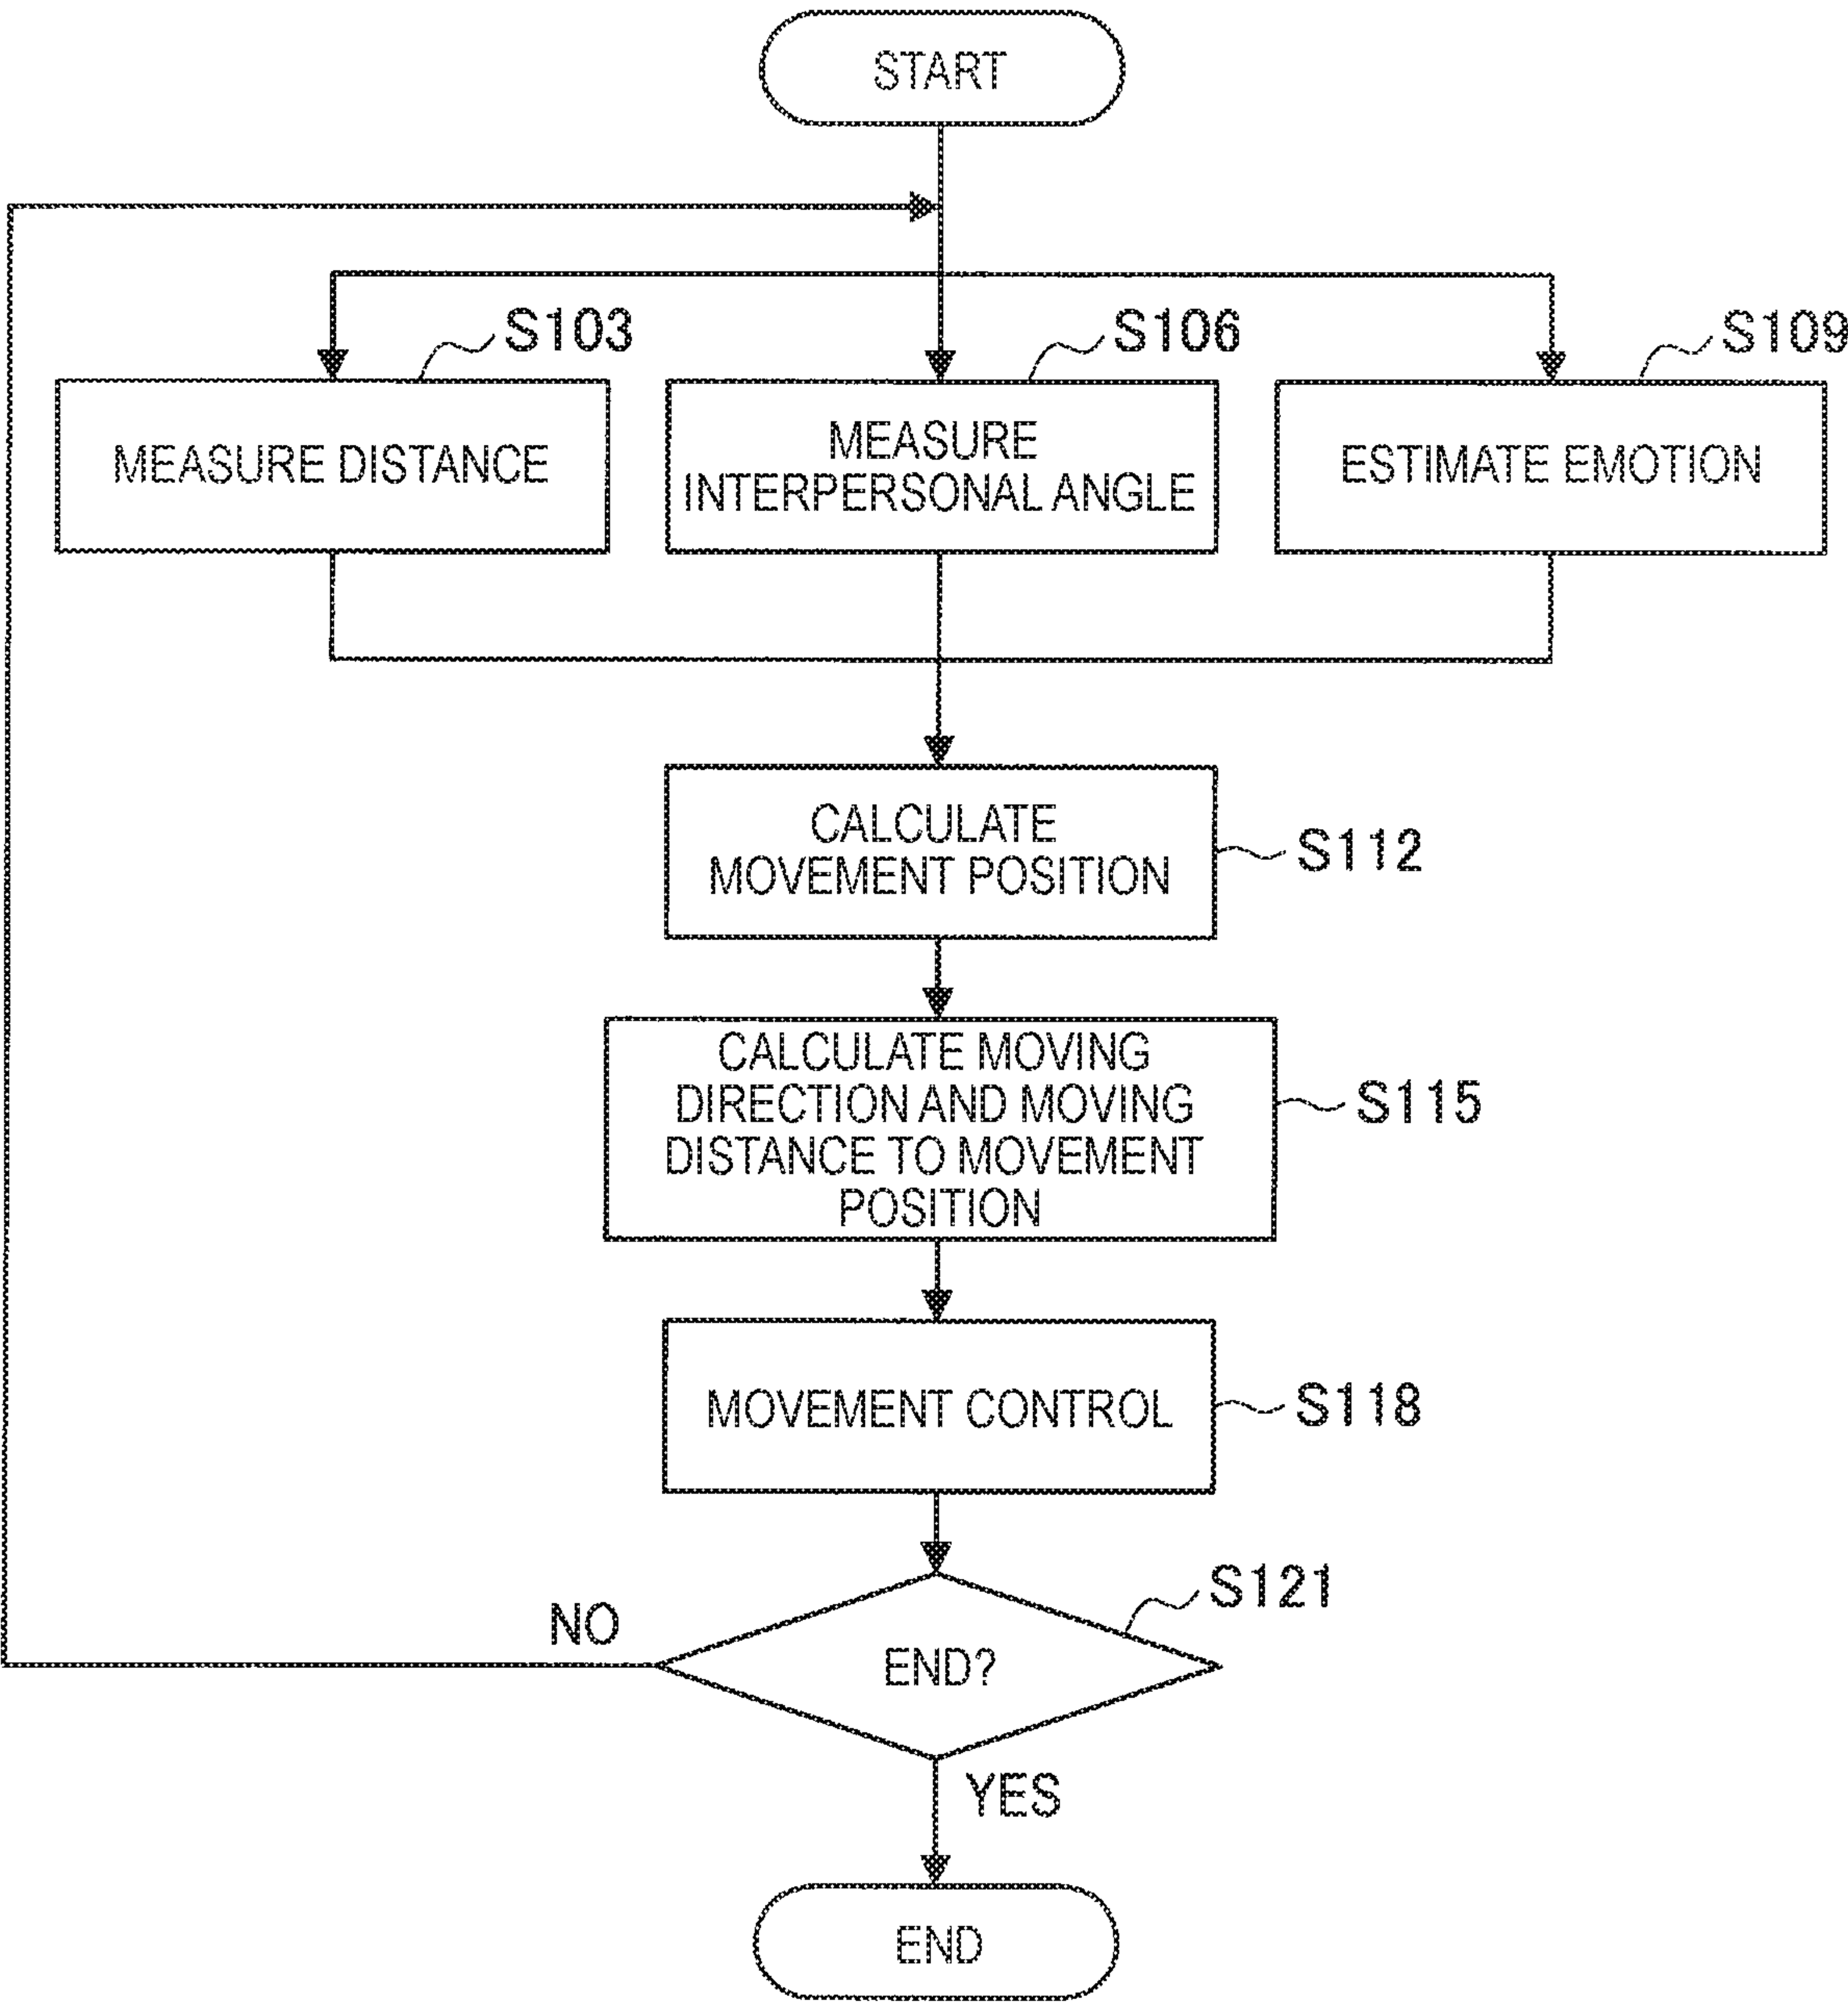 START
S103
S106
S109
MEASURE DISTANCE
MEASURE
INTERPERSONAL ANGLE
ESTIMATE EMOTION
CALCULATE
MOVEMENT POSITION
S112
CALCULATE MOVING
DIRECTION AND MOVING
DISTANCE TO MOVEMENT
POSITION
S115
MOVEMENT CONTROL
S118
S121
NO
END?
YES
END